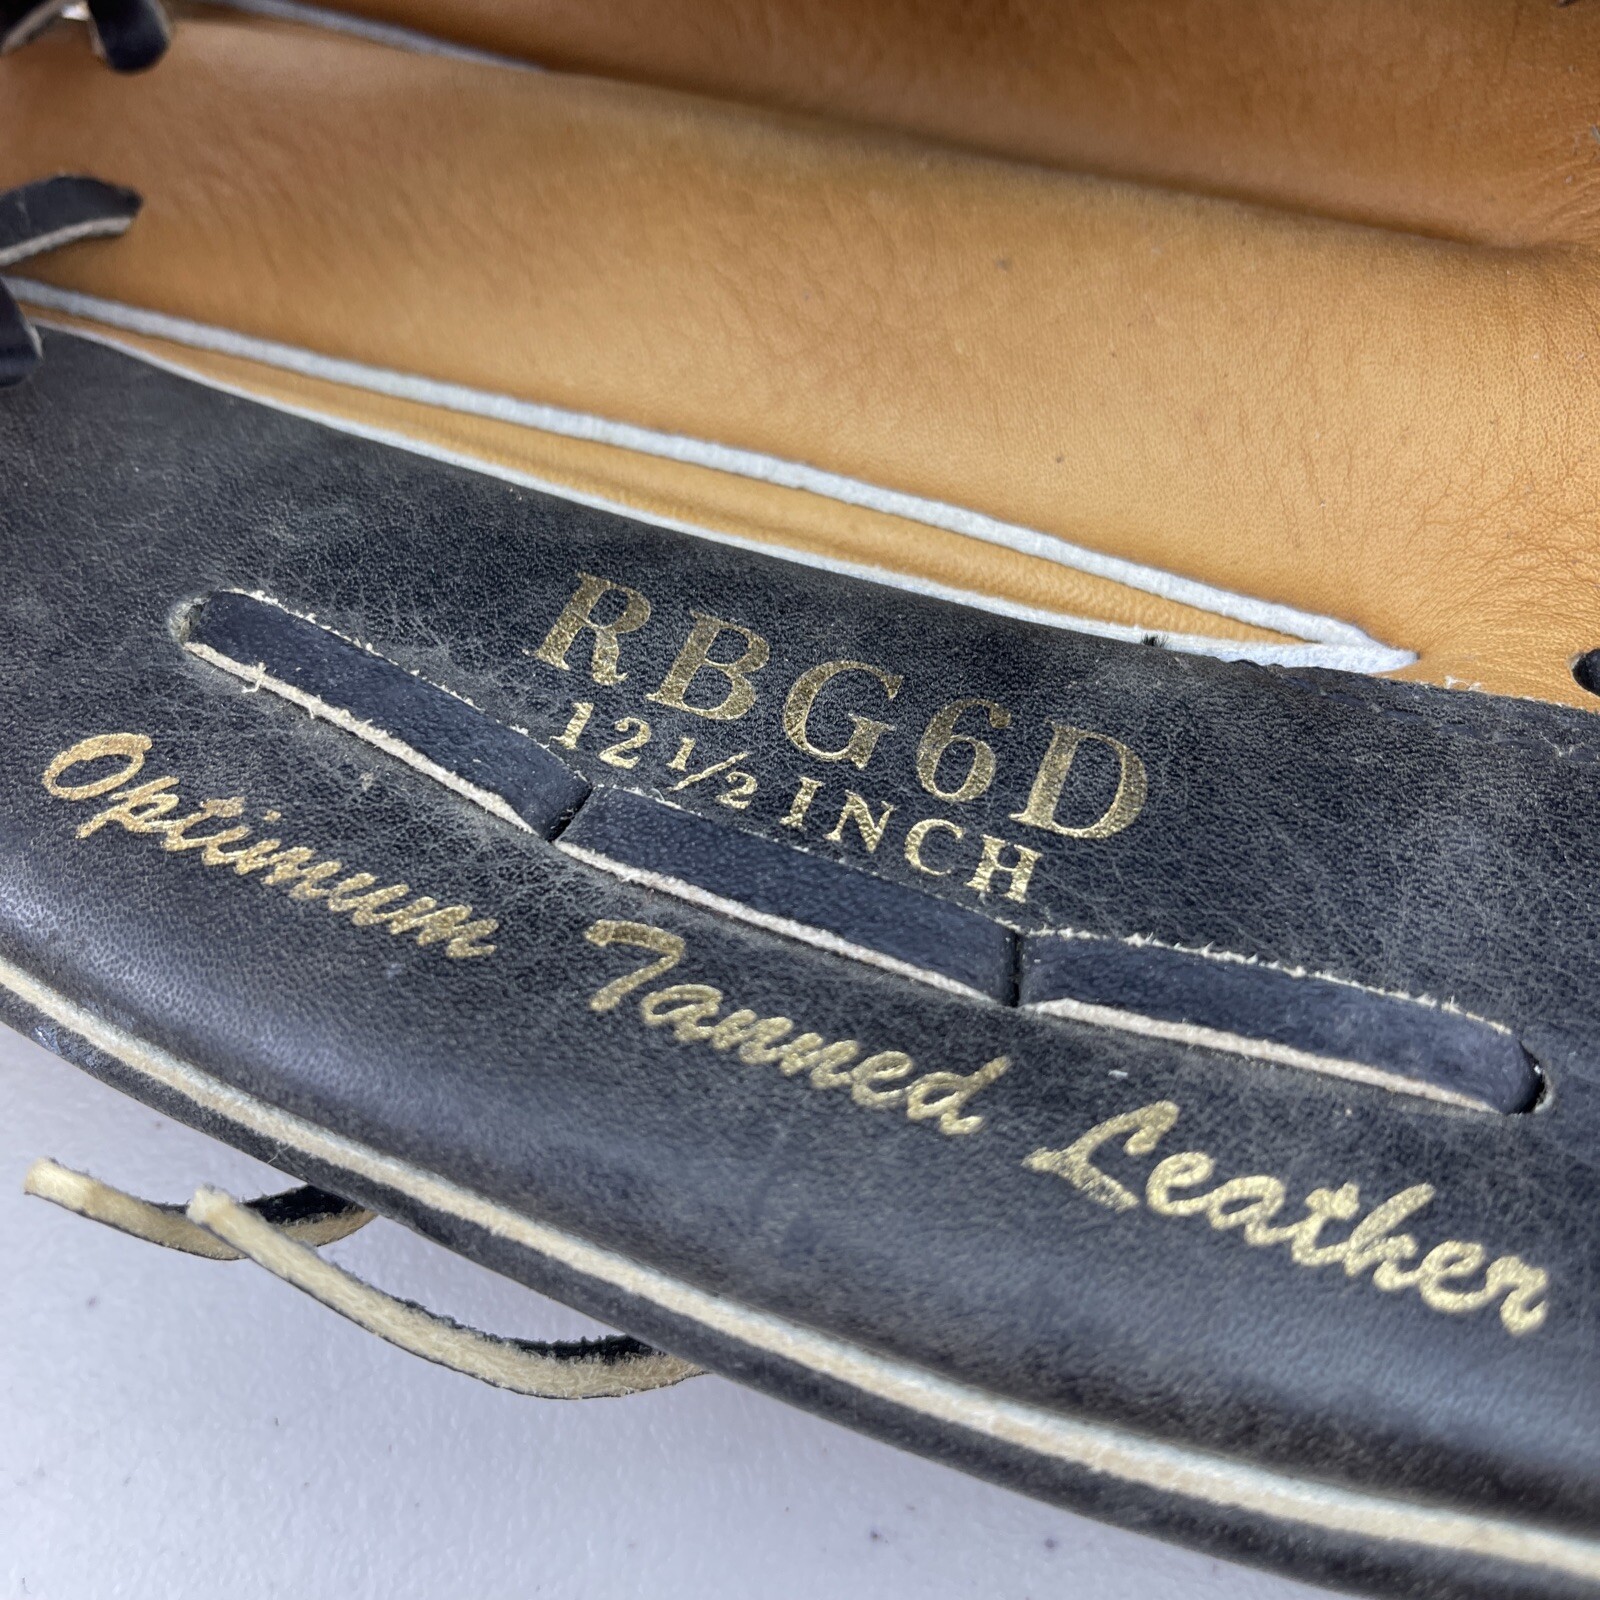 RBG6D
12 1/2 INCH
Optimum Tanned Leather